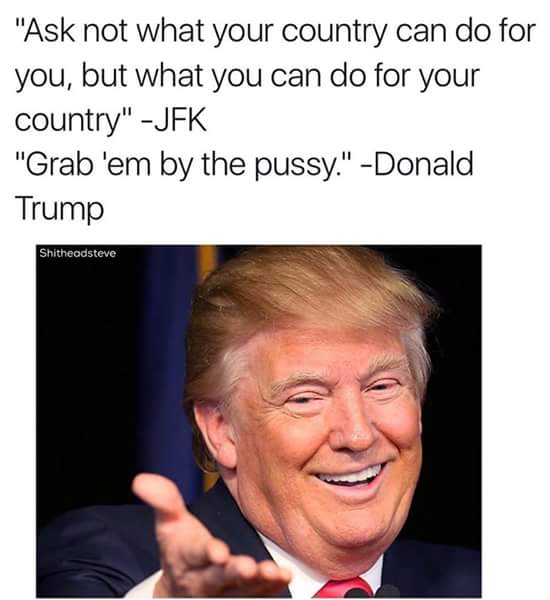 "Ask not what your country can do for
you, but what you can do for your
country" -JFK
"Grab 'em by the pussy." -Donald
Trump
Shitheadsteve